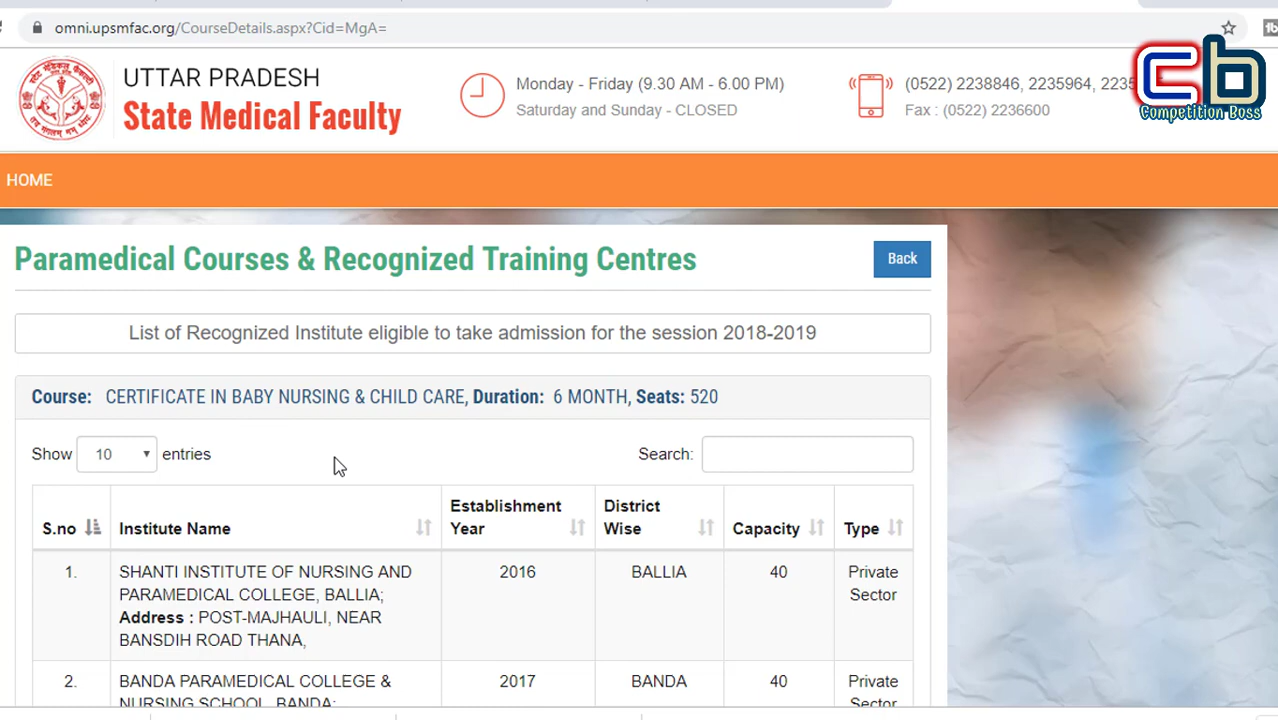 omni.upsmfac.org/CourseDetails.aspx?Cid=MgA=
UTTAR PRADESH
State Medical Faculty
Monday - Friday (9.30 AM - 6.00 PM)
Saturday and Sunday - CLOSED
(0522) 2238846, 2235964, 2235
Fax : (0522) 2236600
cb
Competition Boss
HOME
Paramedical Courses & Recognized Training Centres
Back
List of Recognized Institute eligible to take admission for the session 2018-2019
Course: CERTIFICATE IN BABY NURSING & CHILD CARE, Duration: 6 MONTH, Seats: 520
Show 10 entries
Search:
S.no Institute Name Establishment Year District Wise Capacity Type
1. SHANTI INSTITUTE OF NURSING AND 2016 BALLIA 40 Private
PARAMEDICAL COLLEGE, BALLIA; Sector
Address : POST-MAJHAULI, NEAR
BANSDIH ROAD THANA,
2. BANDA PARAMEDICAL COLLEGE & 2017 BANDA 40 Private
NURSING SCHOOL, BANDA; Sector